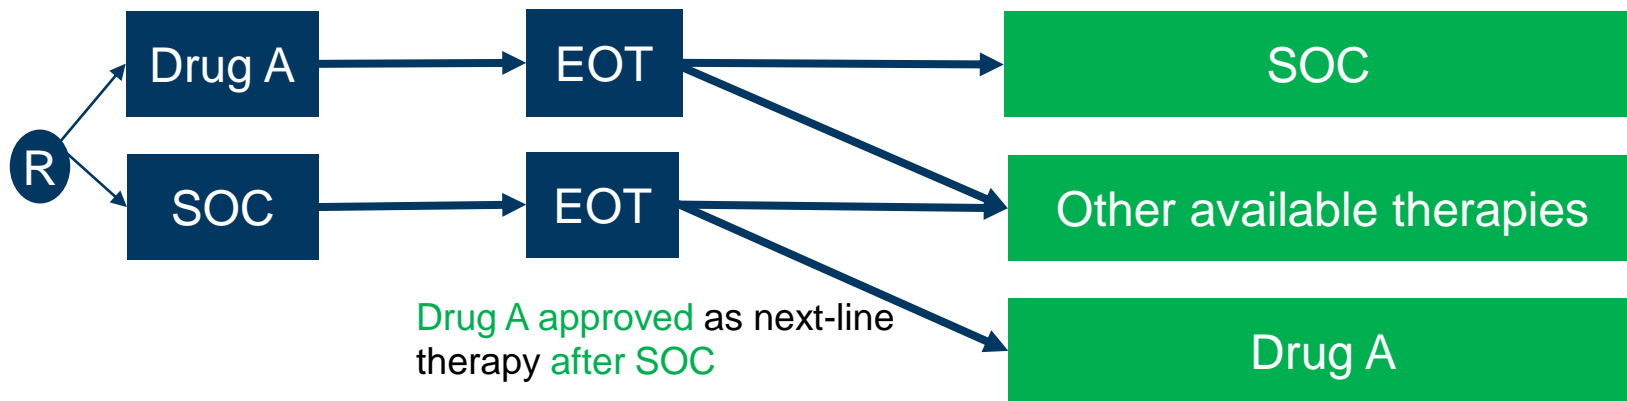 Drug A
EOT
SOC
R
SOC
EOT
Other available therapies
Drug A approved as next-line
therapy after SOC
Drug A